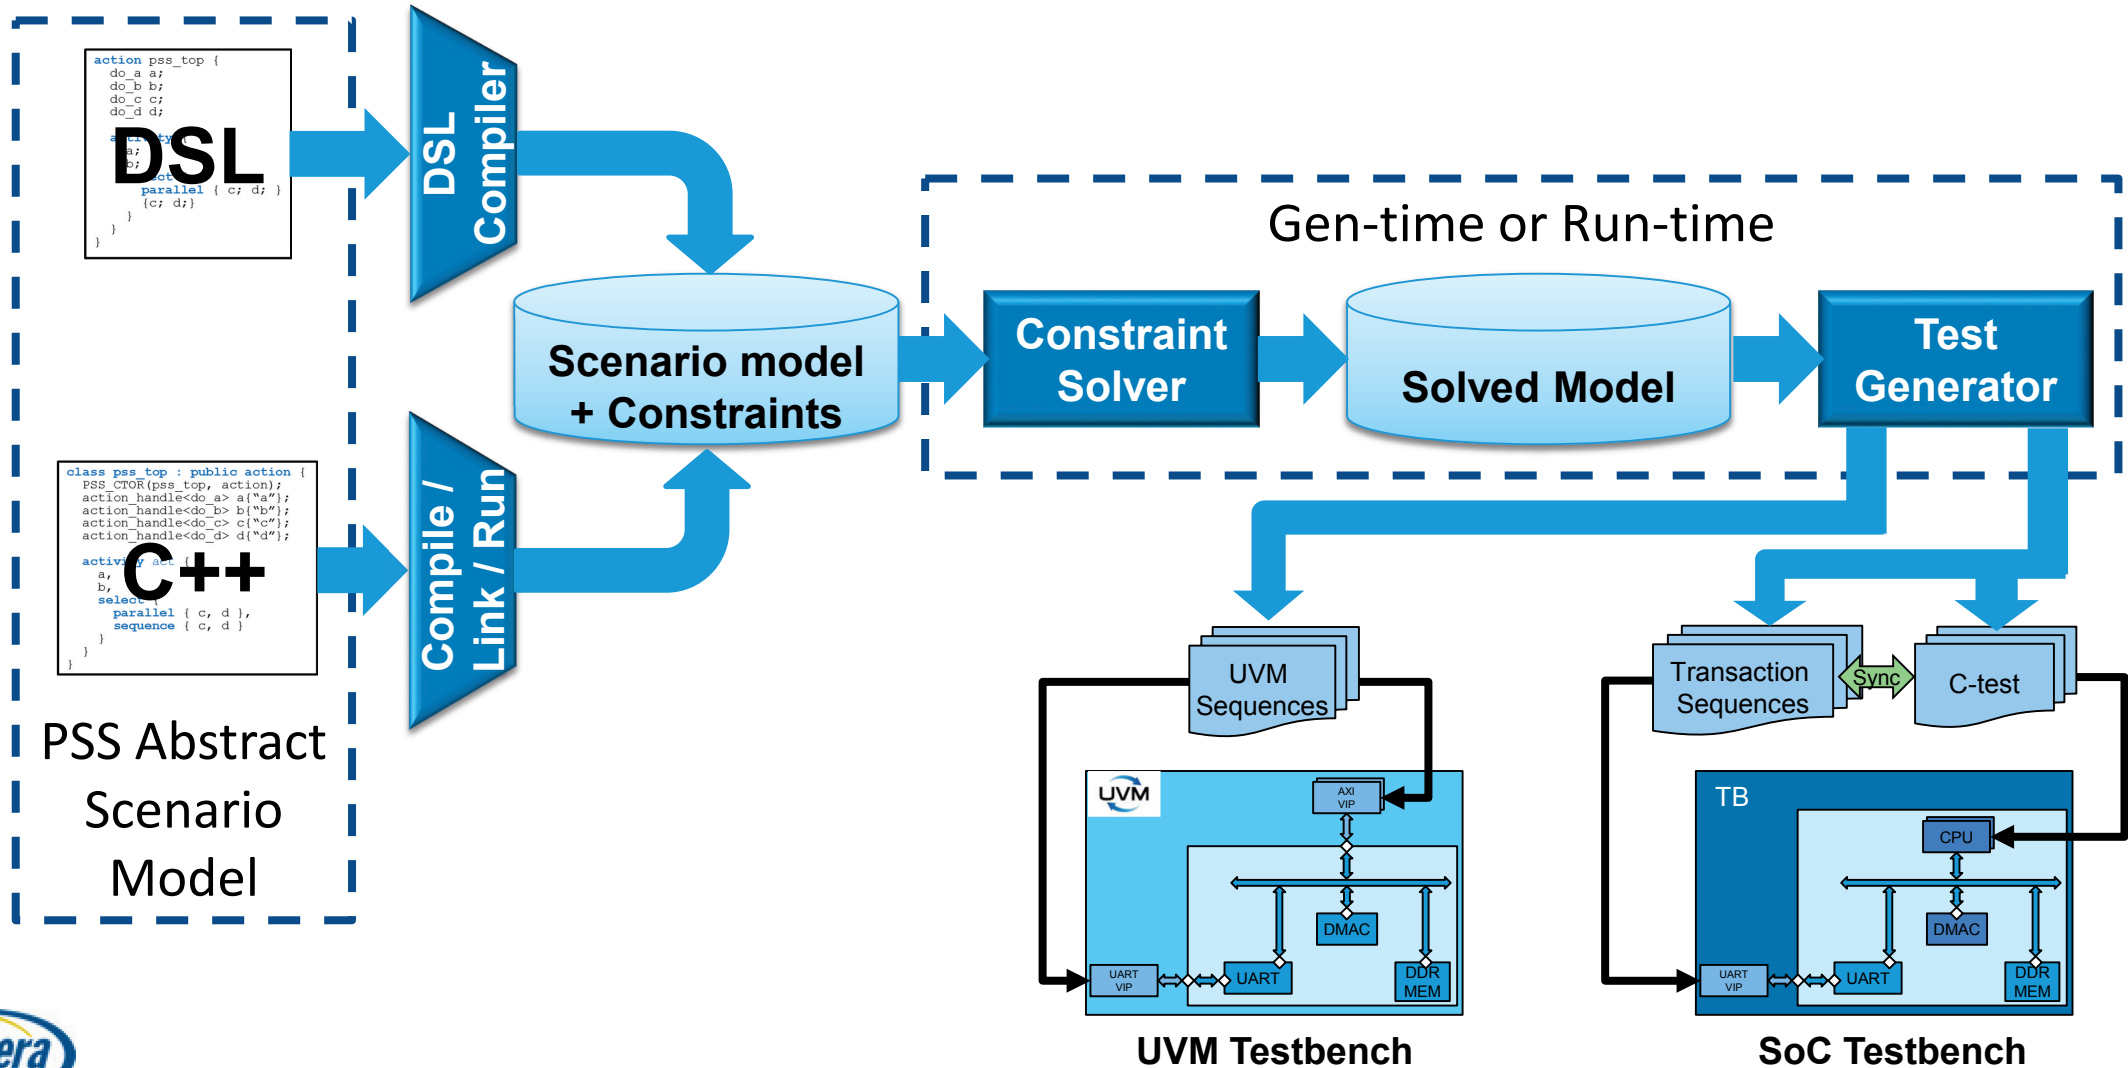 action pss_top {
do_a a;
do_b b;
do_c c;
do_d d;
a;
b;
parallel { c; d; }
{c; d;}
}
}
}
DSL
DSL
Compiler
class pss_top : public action {
PSS_CTOR(pss_top, action);
action_handle<do_a> a{“a”};
action_handle<do_b> b{“b”};
action_handle<do_c> c{“c”};
action_handle<do_d> d{“d”};
activity act {
a,
b,
select {
parallel { c, d },
sequence { c, d }
}
}
}
C++
Compile /
Link / Run
PSS Abstract
Scenario
Model
Scenario model
+ Constraints
Gen-time or Run-time
Constraint
Solver
Solved Model
Test
Generator
UVM
Sequences
Transaction
Sequences
Sync
C-test
UVM
AXI
VIP
DMAC
UART
VIP
UART
DDR
MEM
UVM Testbench
TB
CPU
DMAC
UART
VIP
UART
DDR
MEM
SoC Testbench